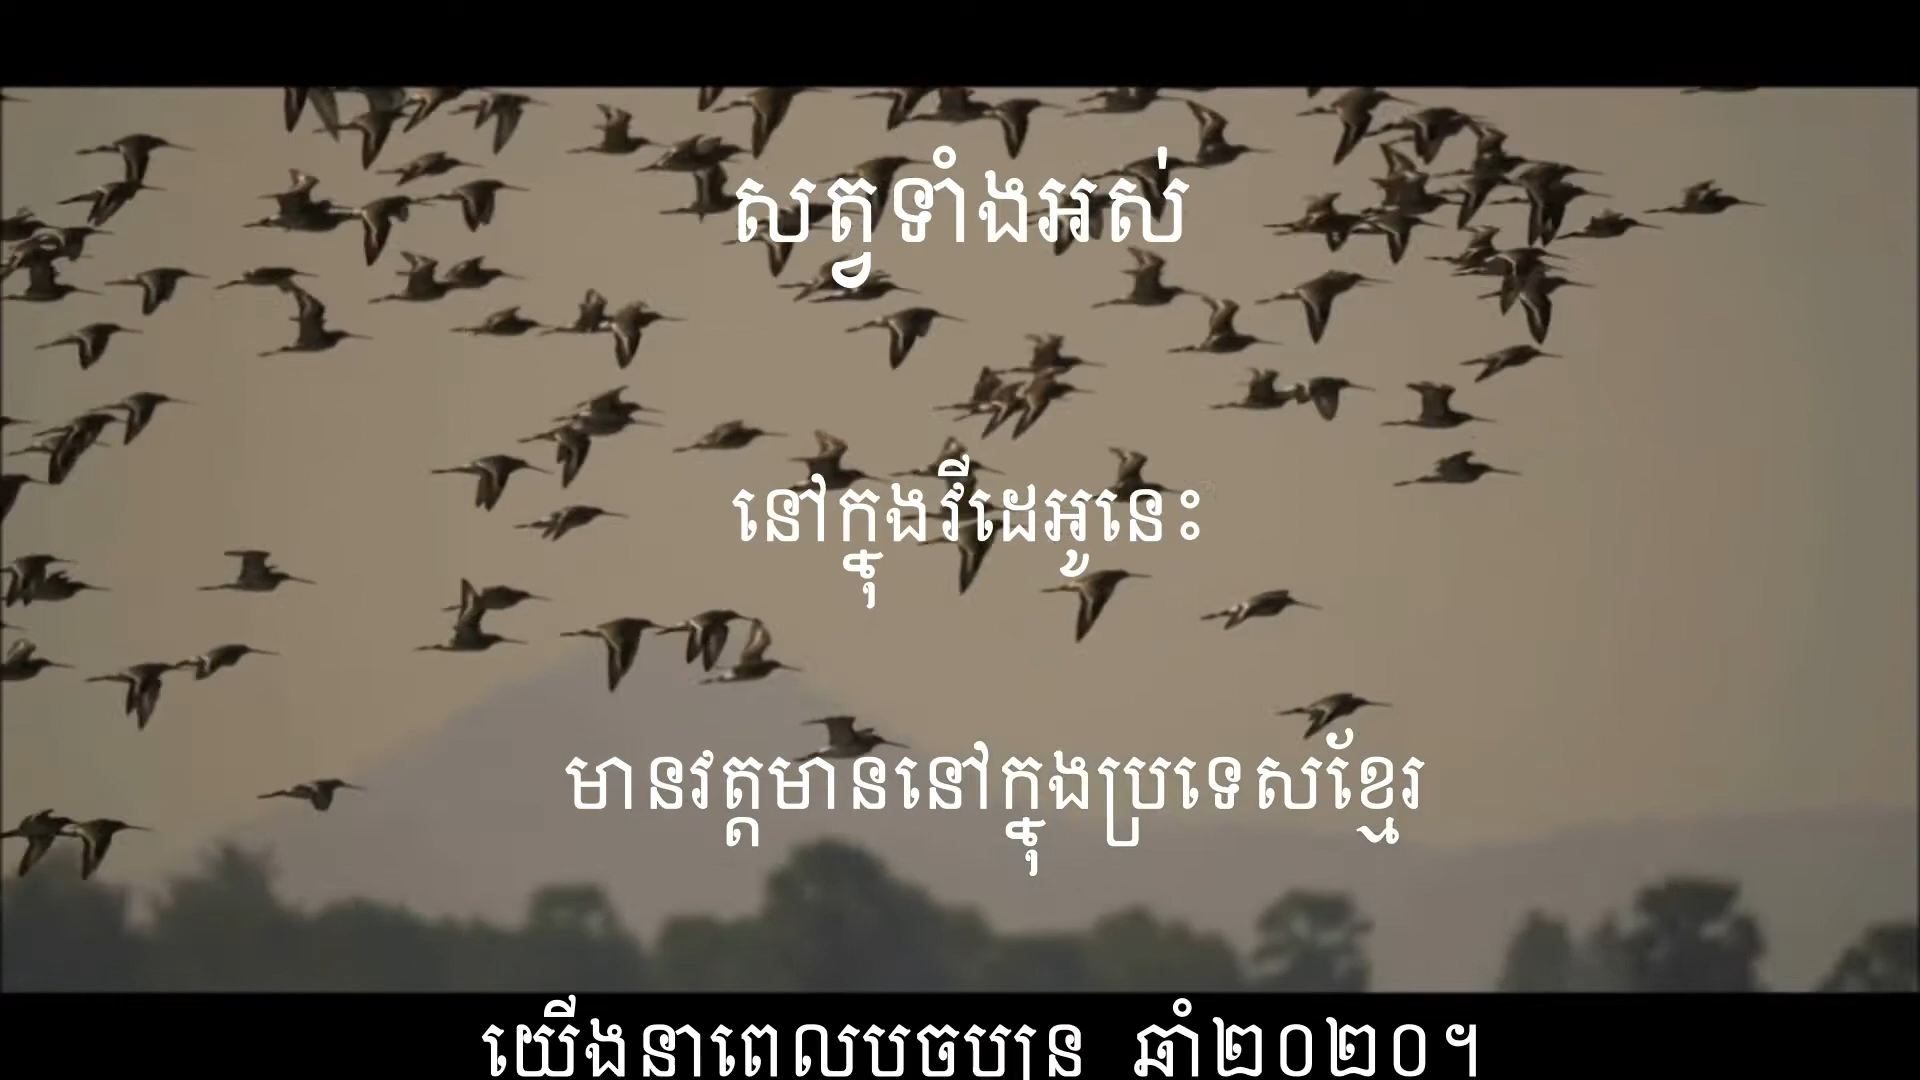 សត្វទាំងអស់
នៅក្នុងវីដេអូនេះ
មានវត្តមាននៅក្នុងប្រទេសខ្មែរ
យើងនាពេលបច្ចុប្បន្ន ឆាំ២០២០។